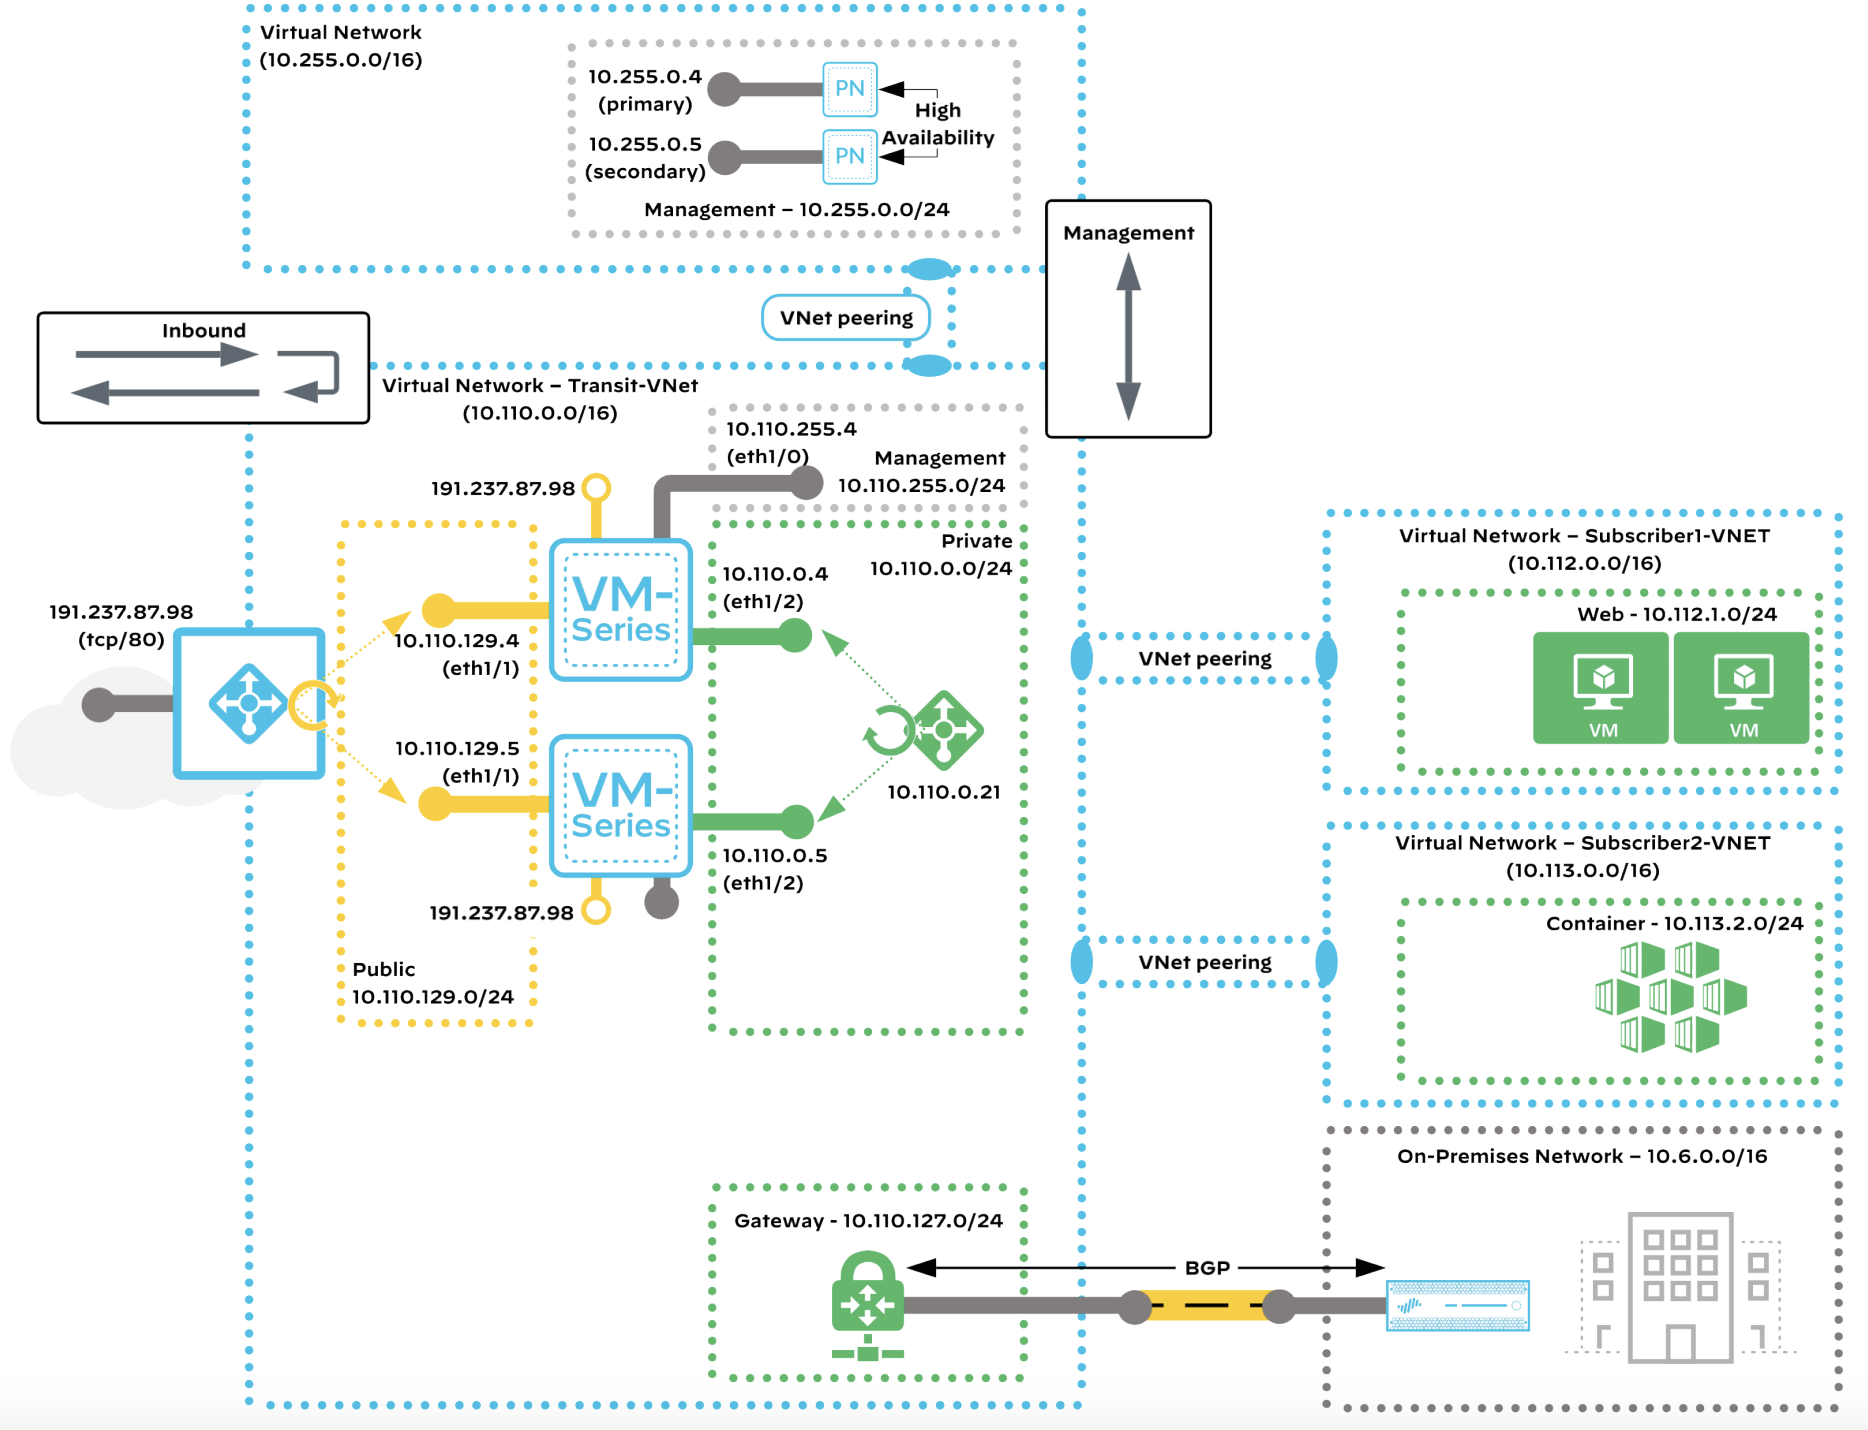 Virtual Network
(10.255.0.0/16)
10.255.0.4
(primary)
PN
High
Availability
10.255.0.5
(secondary)
PN
Management – 10.255.0.0/24
Management
VNet peering
Inbound
Virtual Network – Transit-VNet
(10.110.0.0/16)
10.110.255.4
(eth1/0)
Management
10.110.255.0/24
191.237.87.98
Private
10.110.0.0/24
10.110.0.4
(eth1/2)
VM-
Series
191.237.87.98
(tcp/80)
10.110.129.4
(eth1/1)
10.110.129.5
(eth1/1)
VM-
Series
10.110.0.21
10.110.0.5
(eth1/2)
191.237.87.98
Public
10.110.129.0/24
VNet peering
Virtual Network – Subscriber1-VNET
(10.112.0.0/16)
Web - 10.112.1.0/24
VM
VM
VNet peering
Virtual Network – Subscriber2-VNET
(10.113.0.0/16)
Container - 10.113.2.0/24
Gateway - 10.110.127.0/24
BGP
On-Premises Network – 10.6.0.0/16